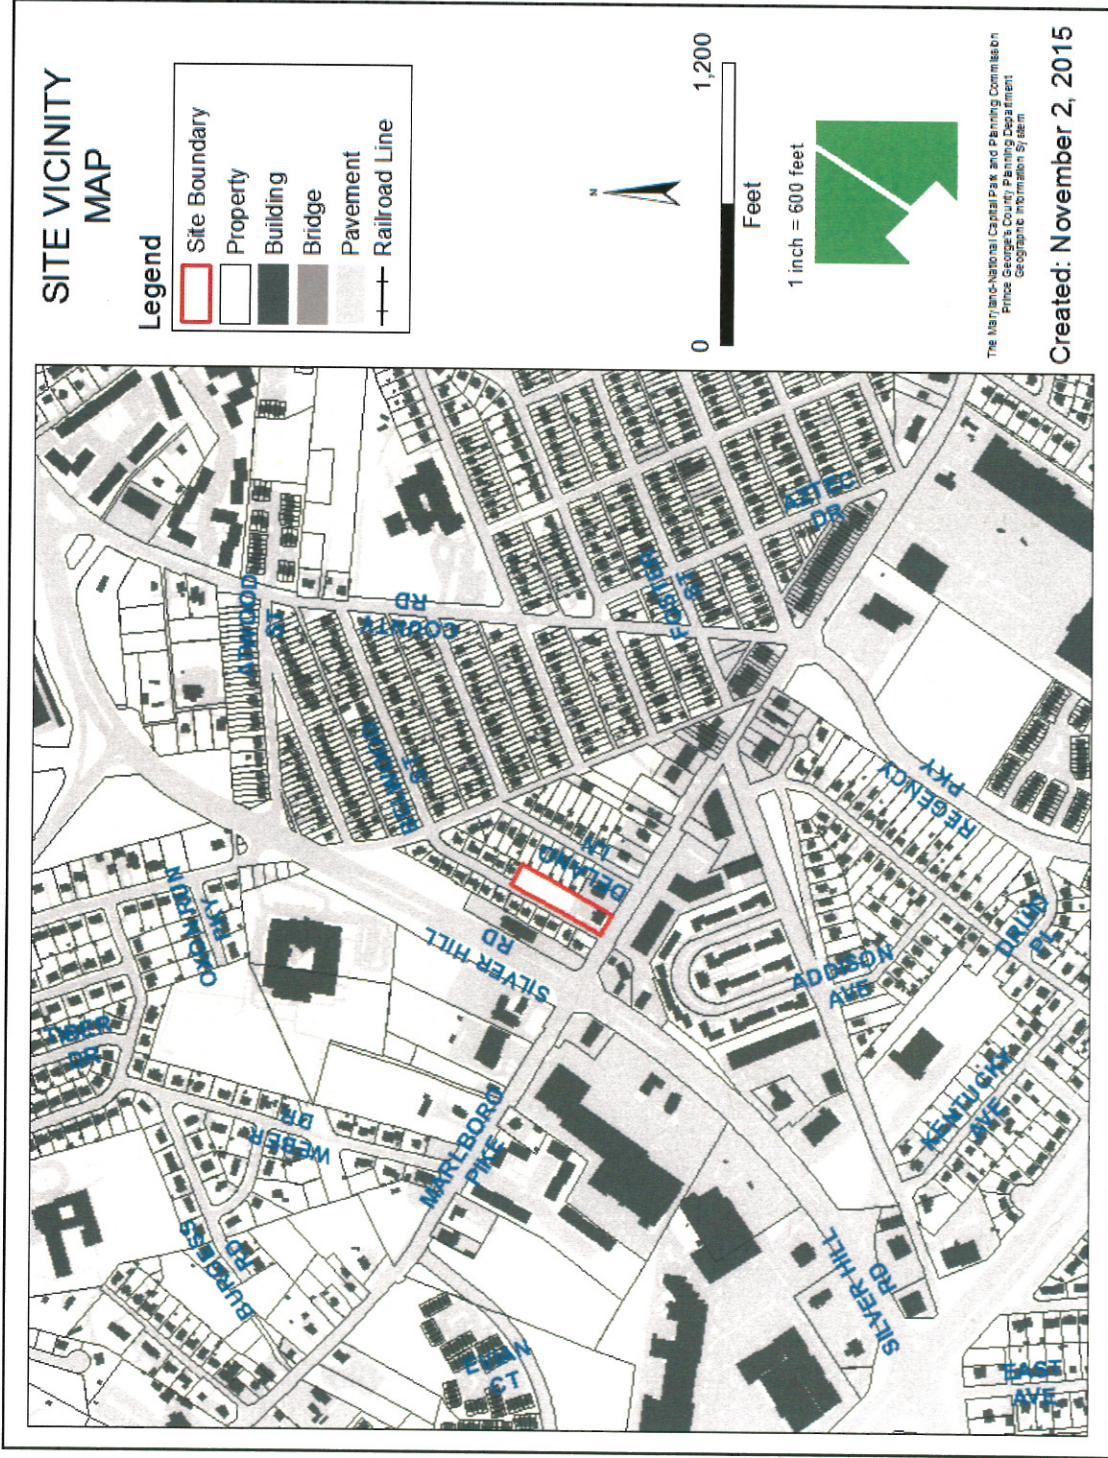 SITE VICINITY
MAP
Legend
Site Boundary
Property
Building
Bridge
Pavement
Railroad Line
N
0
1,200
Feet
1 inch = 600 feet
The Maryland-National Capital Park and Planning Commission
Prince George's County Planning Department
Geographic Information System
Created: November 2, 2015
TIBER
DR
OXON RUN
PKY
ATWOOD
ST
COUNTY
RD
BELWOOD
ST
BURGESS
RD
WEBER
DR
SILVER HILL
RD
DELANO
LN
FOSTER
ST
AZTEC
DR
MARLBORO
PIKE
EVIAN
CT
ADDISON
AVE
REGENCY
PKY
DRUID
PL
KENTUCKY
AVE
SILVER HILL
RD
EAST
AVE